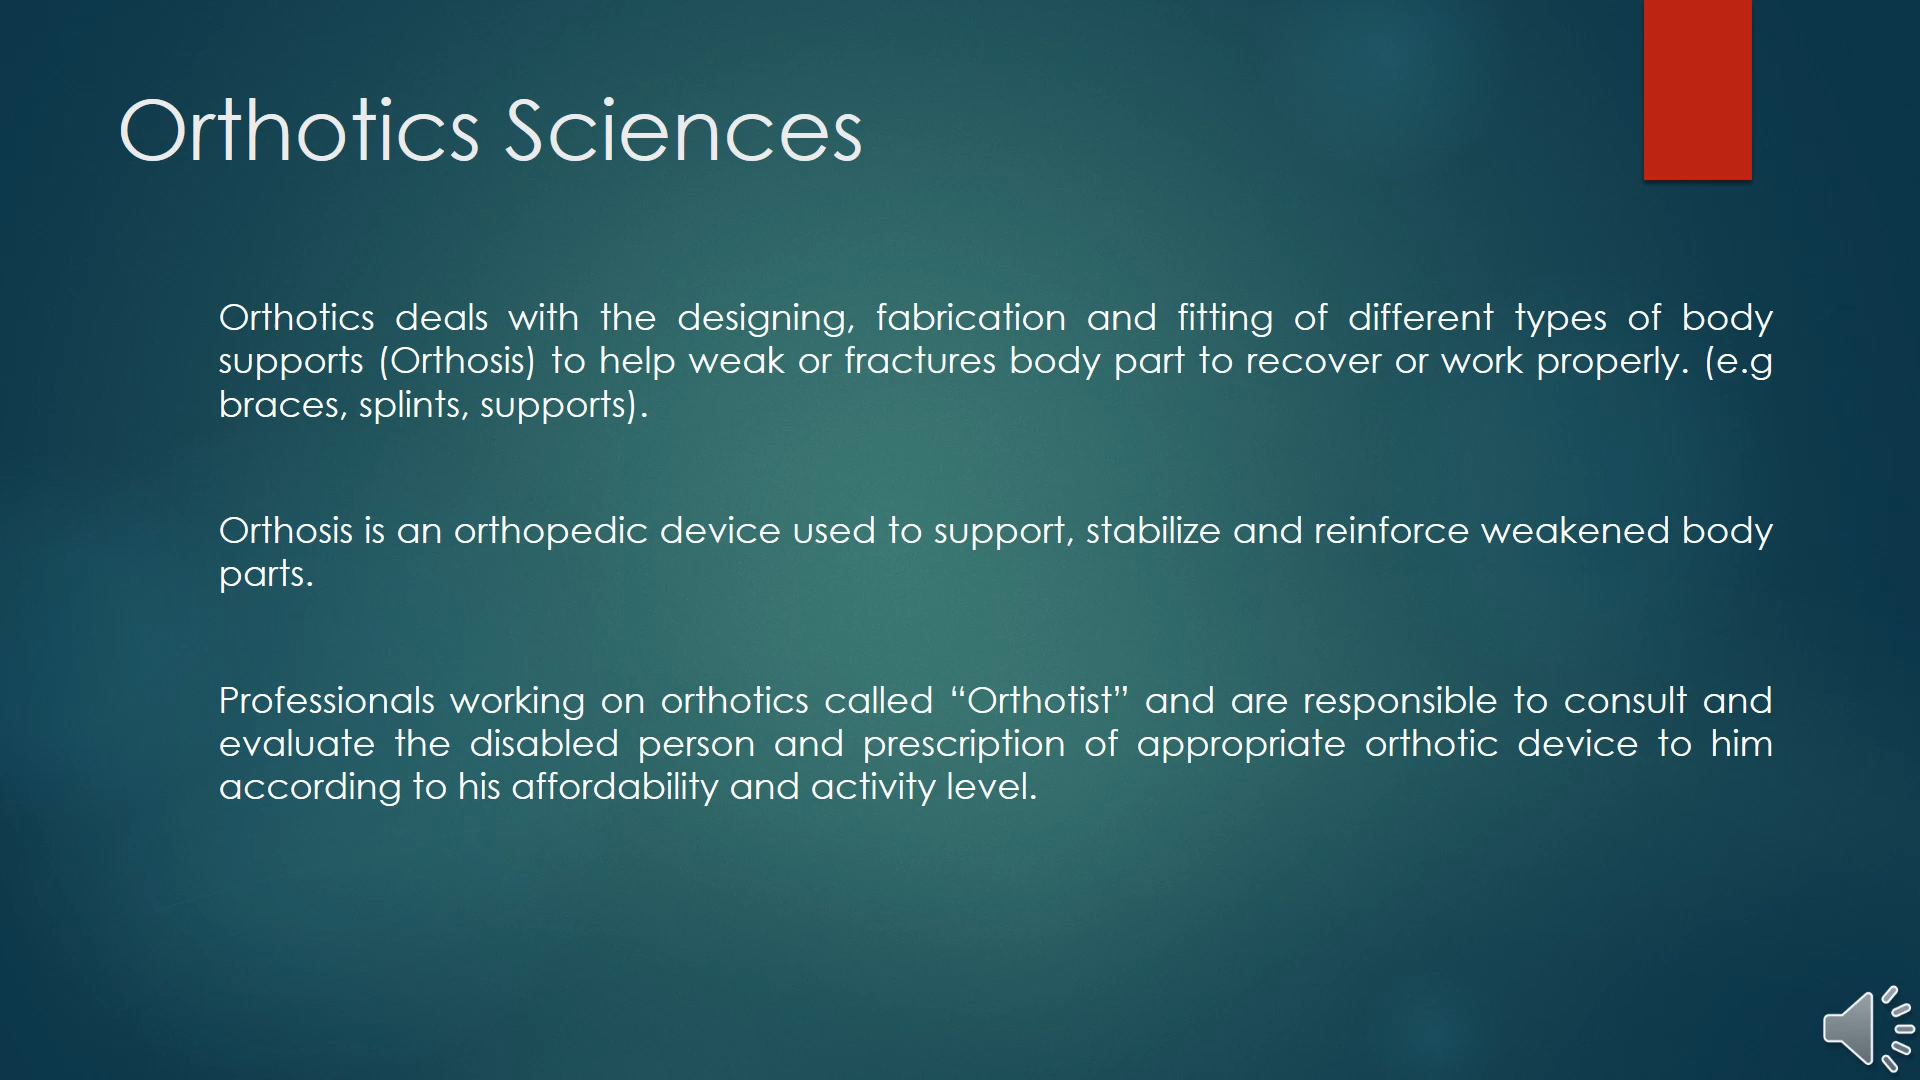 Orthotics Sciences
Orthotics deals with the designing, fabrication and fitting of different types of body
supports (Orthosis) to help weak or fractures body part to recover or work properly. (e.g
braces, splints, supports).
Orthosis is an orthopedic device used to support, stabilize and reinforce weakened body
parts.
Professionals working on orthotics called “Orthotist” and are responsible to consult and
evaluate the disabled person and prescription of appropriate orthotic device to him
according to his affordability and activity level.